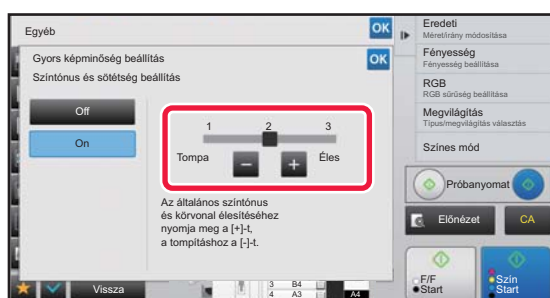 Egyéb
OK
Gyors képminőség beállítás
OK
Színtónus és sötétség beállítás
Off
On
1 2 3
Tompa
Éles
Az általános színtónus
és körvonal élesítéséhez
nyomja meg a [+]-t,
a tompításhoz a [-]-t.
Vissza
3 B4
4 A3
A4
Eredeti
Méret/irány módosítása
Fényesség
Fényesség beállítása
RGB
RGB sűrűség beállítása
Megvilágítás
Típus/megvilágítás választás
Színes mód
Próbanyomat
Előnézet
CA
F/F
Start
Szín
Start